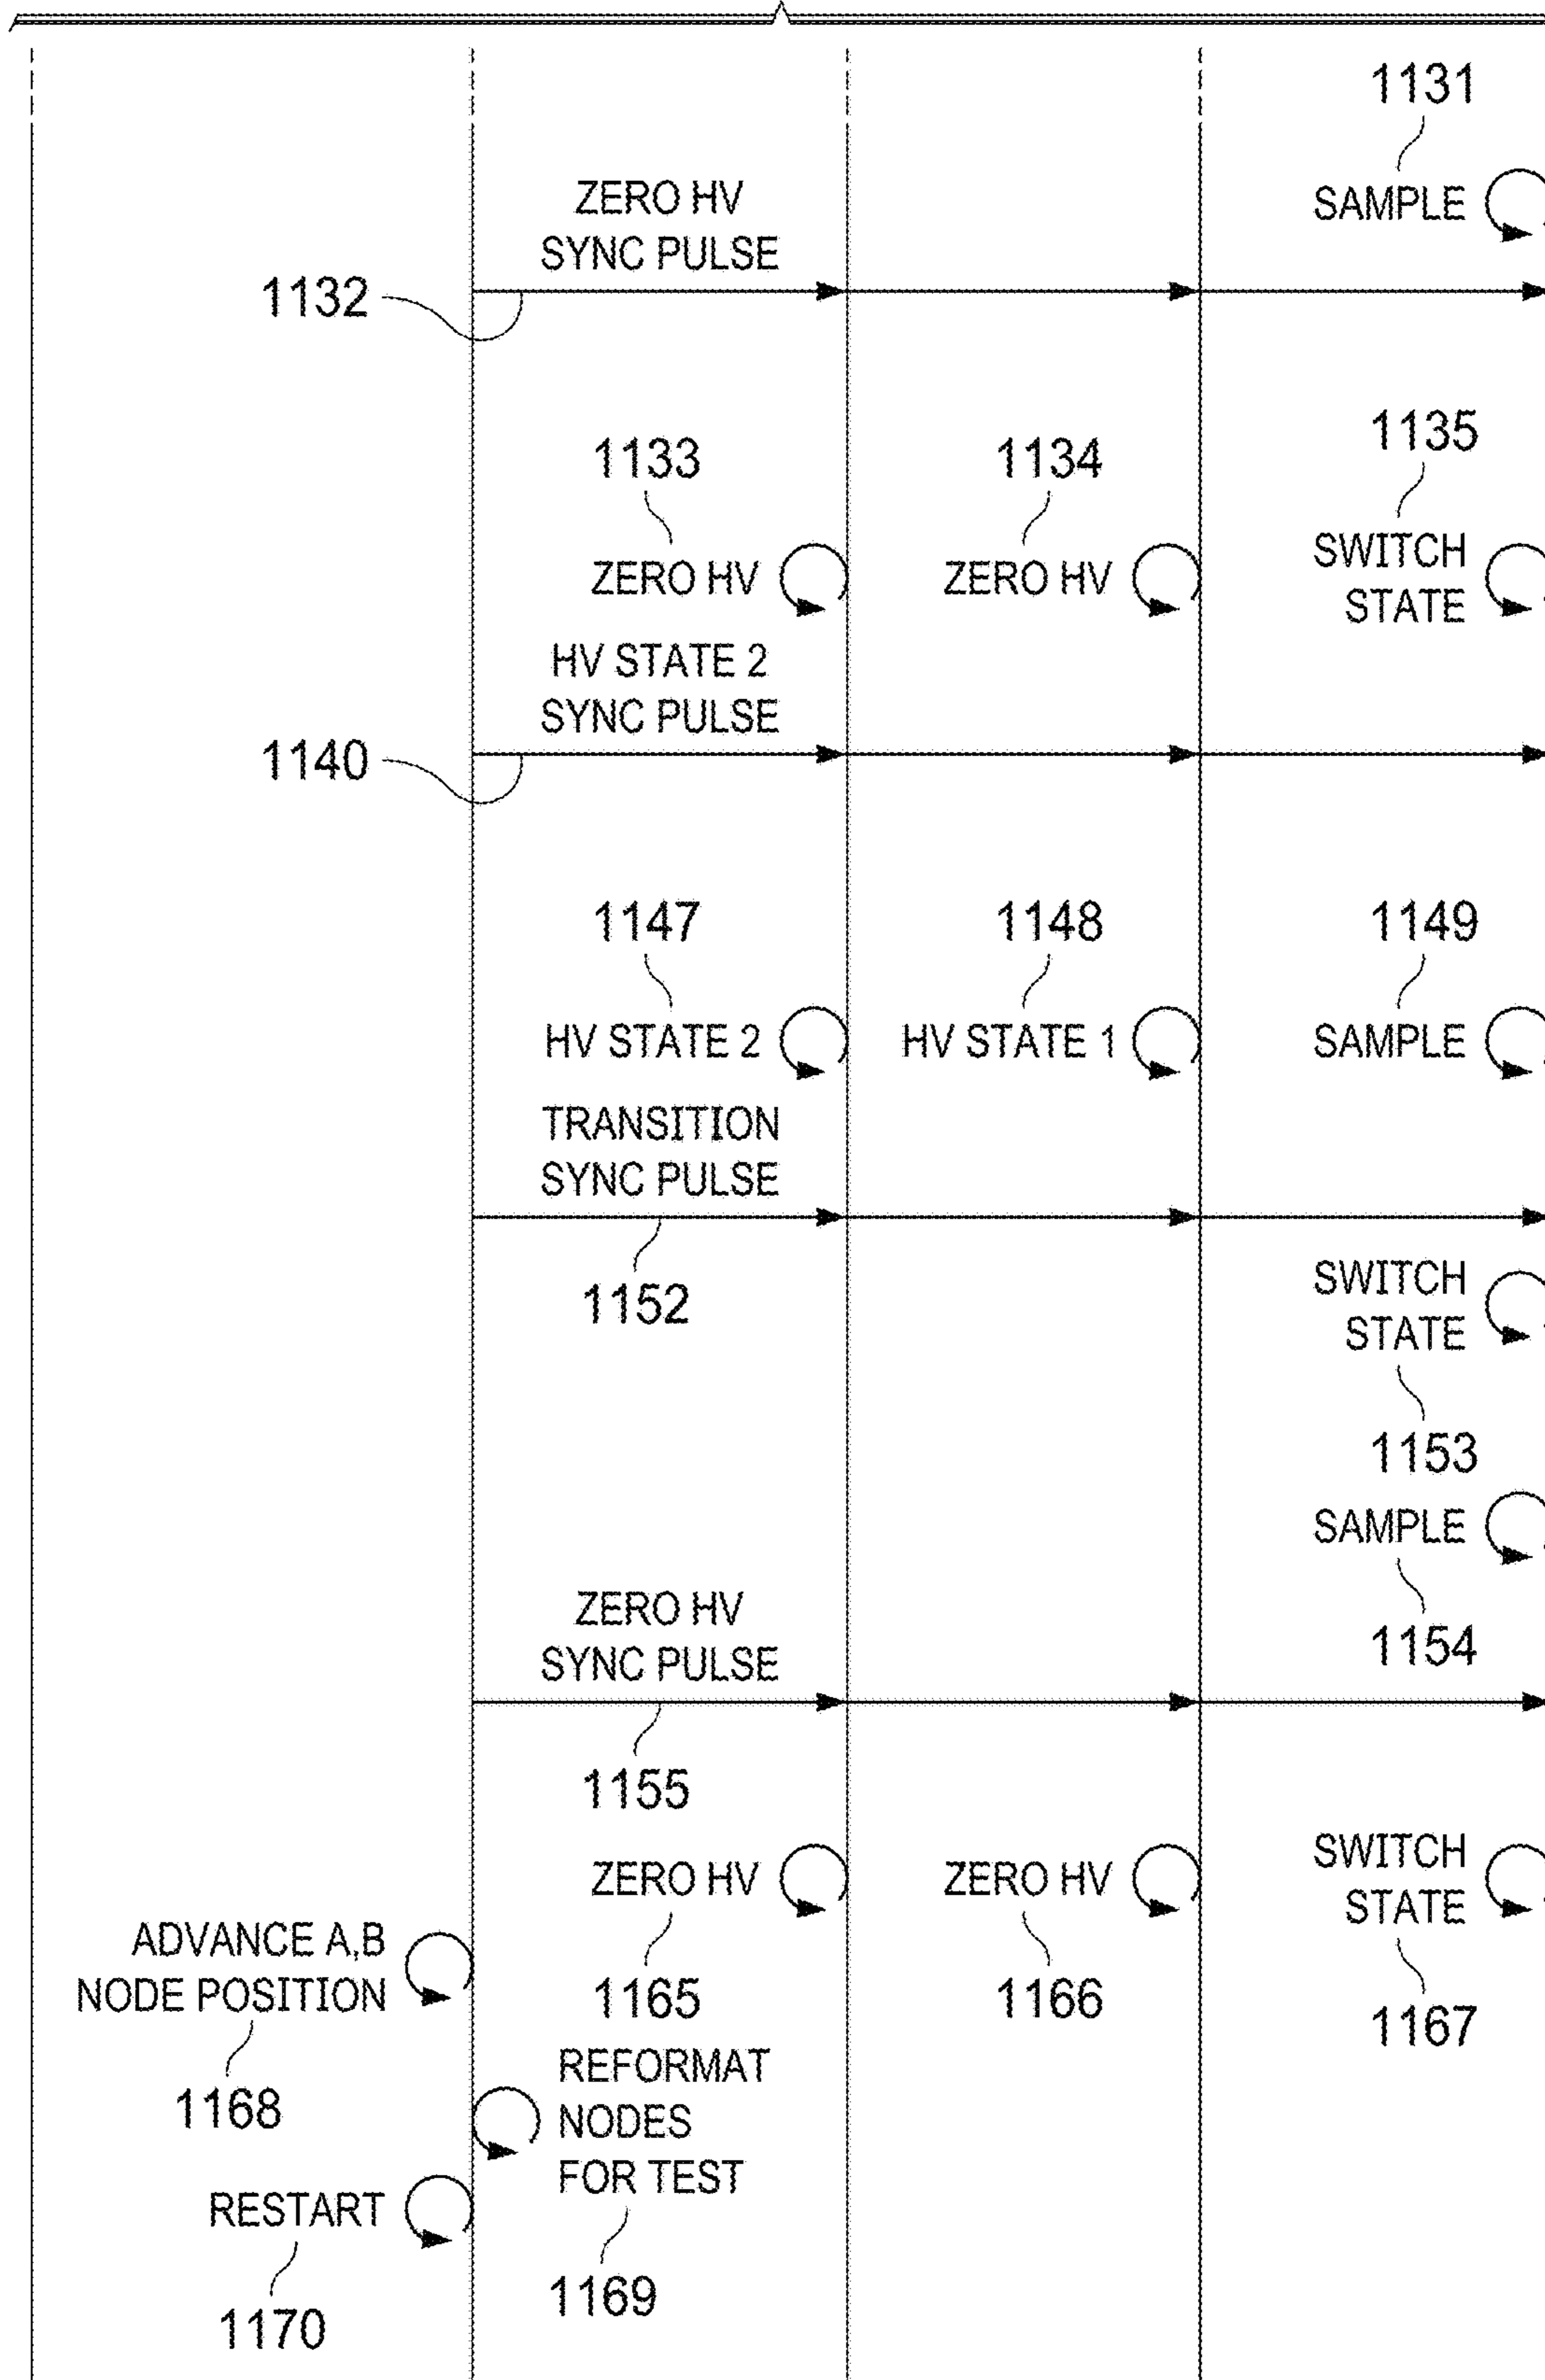 1131
SAMPLE
ZERO HV
SYNC PULSE
1132
1133
1134
1135
ZERO HV
ZERO HV
SWITCH
STATE
HV STATE 2
SYNC PULSE
1140
1147
1148
1149
HV STATE 2
HV STATE 1
SAMPLE
TRANSITION
SYNC PULSE
1152
SWITCH
STATE
1153
SAMPLE
1154
ZERO HV
SYNC PULSE
1155
ZERO HV
ZERO HV
SWITCH
STATE
1165
1166
1167
ADVANCE A,B
NODE POSITION
1168
REFORMAT
NODES
FOR TEST
1169
RESTART
1170